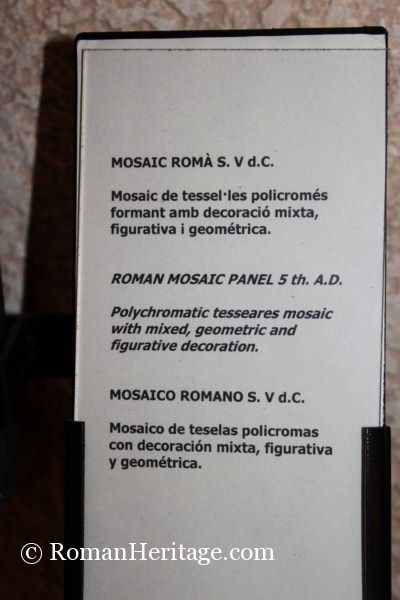 MOSAIC ROMÀ S. V d.C.
Mosaic de tessel·les policromés
formant amb decoració mixta,
figurativa i geométrica.
ROMAN MOSAIC PANEL 5 th. A.D.
Polychromatic tesseares mosaic
with mixed, geometric and
figurative decoration.
MOSAICO ROMANO S. V d.C.
Mosaico de teselas policromas
con decoración mixta, figurativa
y geométrica.
© RomanHeritage.com